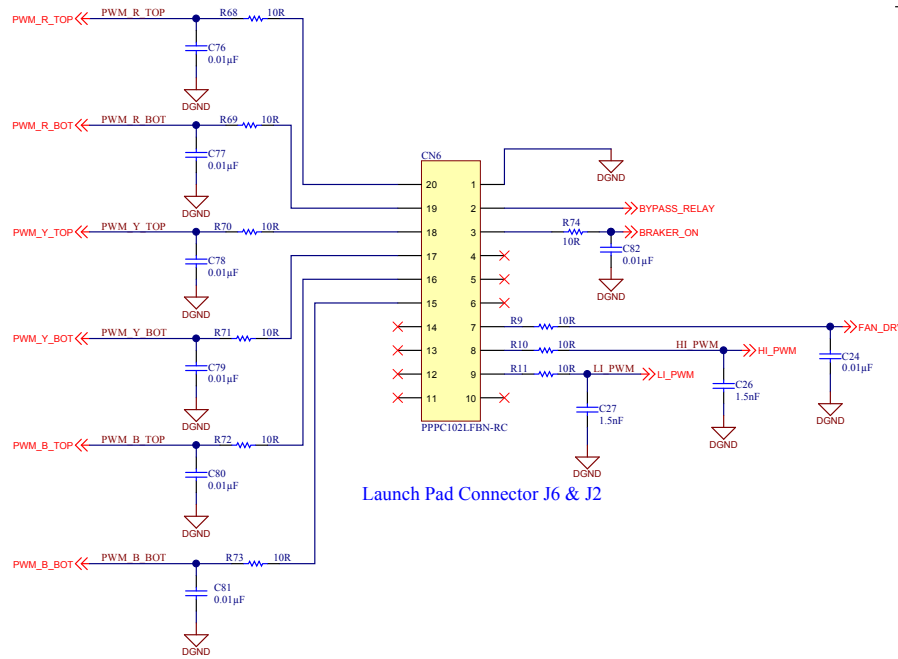 PWM_R_TOP PWM_R_TOP R68 10R
C76
0.01µF
DGND
PWM_R_BOT PWM_R_BOT R69 10R
C77
0.01µF
DGND
PWM_Y_TOP PWM_Y_TOP R70 10R
C78
0.01µF
DGND
PWM_Y_BOT PWM_Y_BOT R71 10R
C79
0.01µF
DGND
PWM_B_TOP PWM_B_TOP R72 10R
C80
0.01µF
DGND
PWM_B_BOT PWM_B_BOT R73 10R
C81
0.01µF
DGND
CN6
20 1
19 2
18 3
17 4
16 5
15 6
14 7
13 8
12 9
11 10
PPPC102LFBN-RC
DGND
BYPASS_RELAY
R74
10R
BRAKER_ON
C82
0.01µF
DGND
R9 10R FAN_DRV
C24
0.01µF
DGND
R10 10R HI_PWM HI_PWM
C26
1.5nF
DGND
R11 10R LI_PWM LI_PWM
C27
1.5nF
DGND
Launch Pad Connector J6 & J2